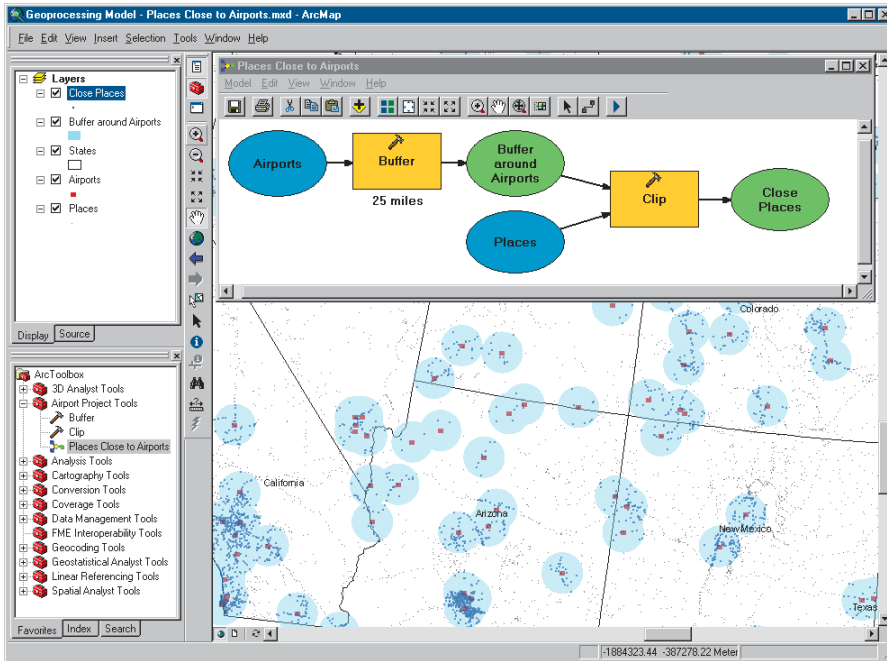 Geoprocessing Model - Places Close to Airports.mxd - ArcMap
File Edit View Insert Selection Tools Window Help
Layers
Close Places
Buffer around Airports
States
Airports
Places
Display Source
ArcToolbox
3D Analyst Tools
Airport Project Tools
Buffer
Clip
Places Close to Airports
Analysis Tools
Cartography Tools
Conversion Tools
Coverage Tools
Data Management Tools
FME Interoperability Tools
Geocoding Tools
Geostatistical Analyst Tools
Linear Referencing Tools
Spatial Analyst Tools
Favorites Index Search
Places Close to Airports
Model Edit View Window Help
Airports
Buffer
25 miles
Buffer
around
Airports
Places
Clip
Close
Places
Colorado
California
Arizona
New Mexico
Texas
-1884323.44 -387278.22 Meter